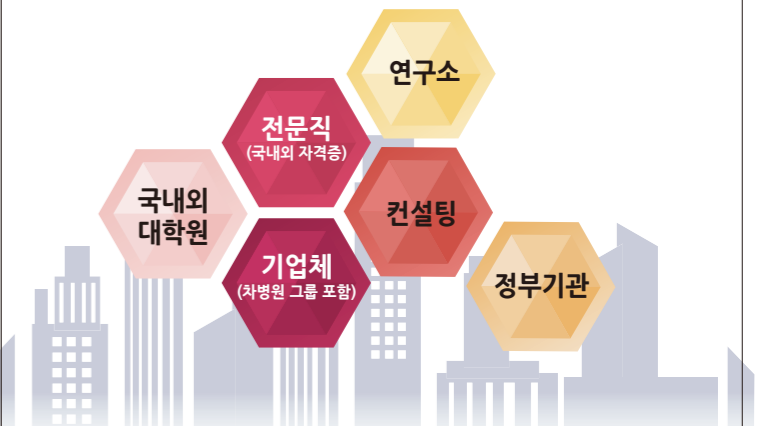 연구소
전문직
(국내외 자격증)
국내외
대학원
컨설팅
기업체
(차병원 그룹 포함)
정부기관